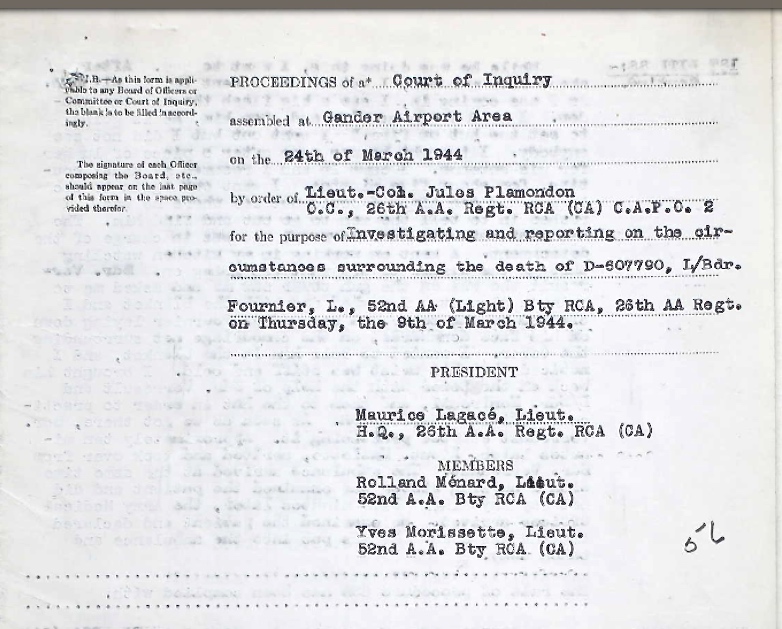 N.B.—As this form is appli-
cable to any Board of Officers or
Committee or Court of Inquiry,
the blank is to be filled in accord-
ingly.
The signature of each Officer
composing the Board, etc.,
should appear on the last page
of this form in the space pro-
vided therefor.
PROCEEDINGS of a* Court of Inquiry
assembled at Gander Airport Area
on the 24th of March 1944
by order of Lieut.-Col. Jules Plamondon
O.C., 26th A.A. Regt. RCA (CA) C.A.P.O. 2
for the purpose of Investigating and reporting on the cir-
cumstances surrounding the death of D-607790, L/Bdr.
Fournier, L., 52nd AA (Light) Bty RCA, 26th AA Regt.
on Thursday, the 9th of March 1944.
PRESIDENT
Maurice Lagacé, Lieut.
H.Q., 26th A.A. Regt. RCA (CA)
MEMBERS
Rolland Ménard, Lieut.
52nd A.A. Bty RCA (CA)
Yves Morissette, Lieut.
52nd A.A. Bty RCA (CA)
56